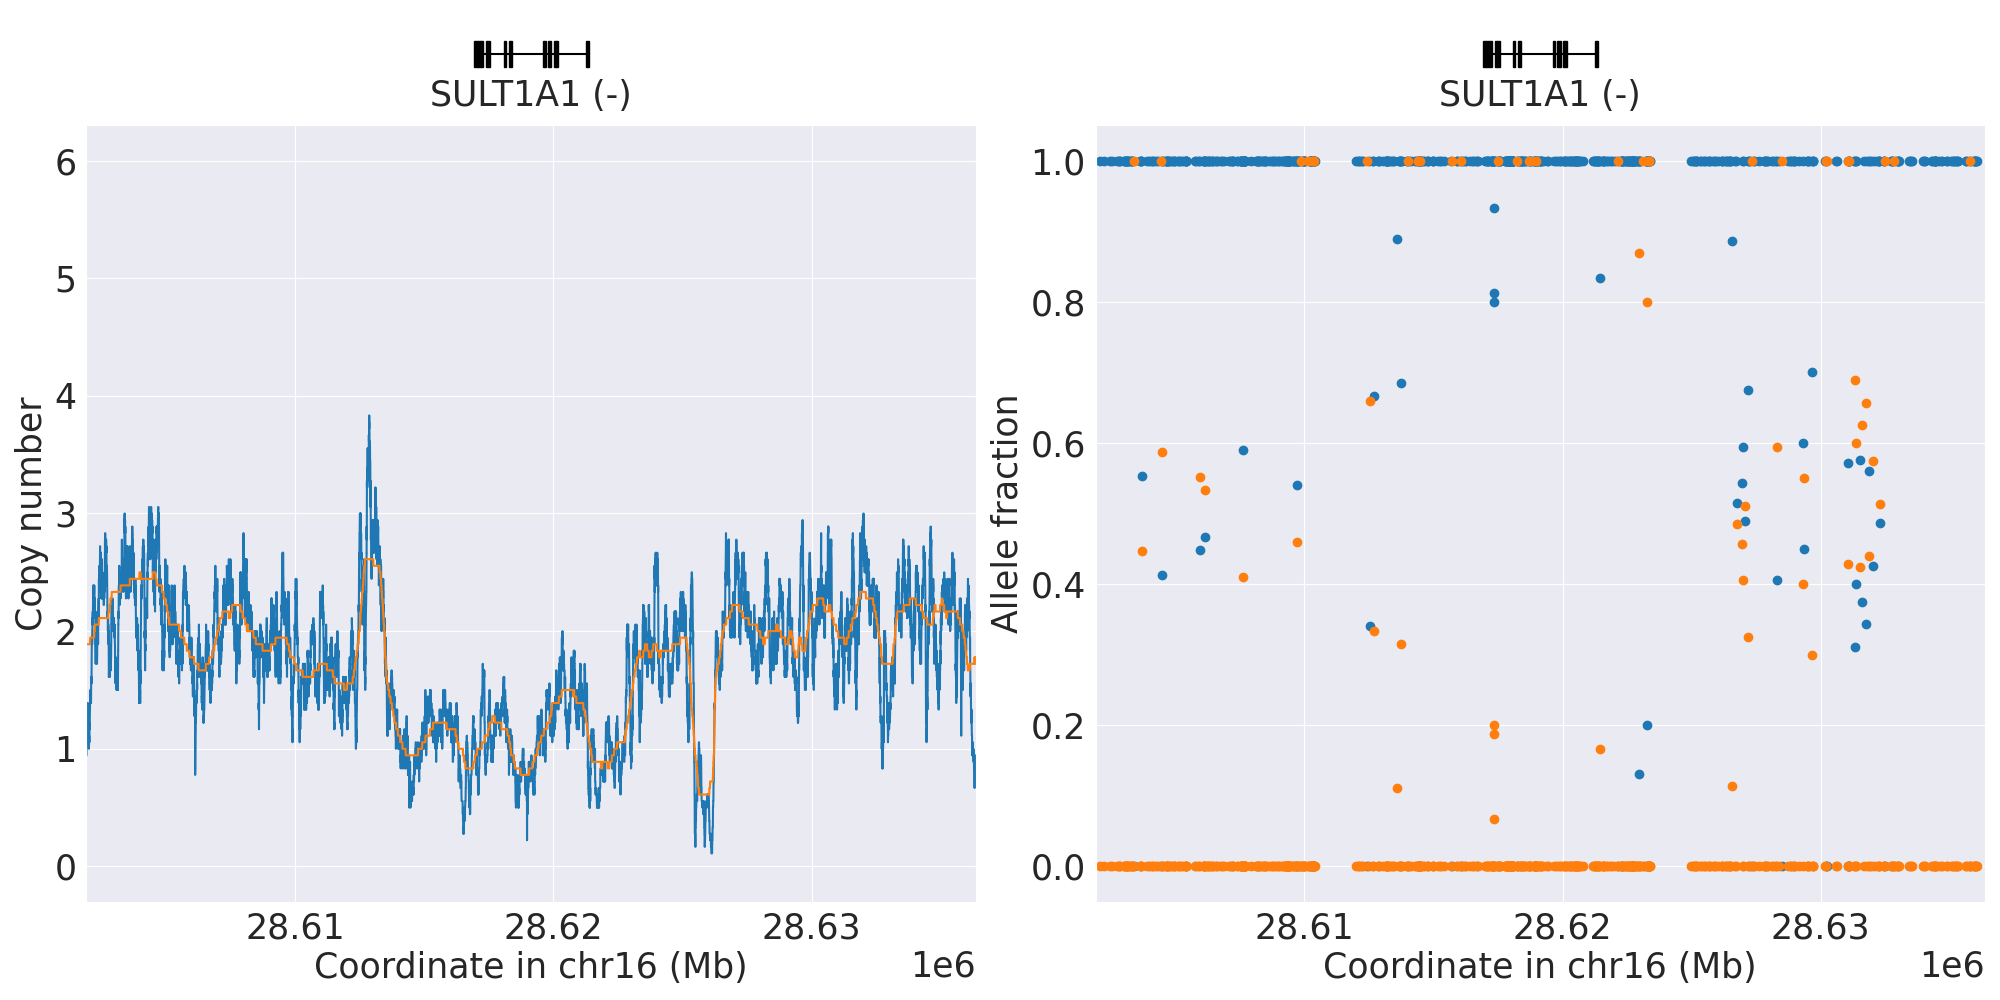 SULT1A1 (-)
Copy number
6
5
4
3
2
1
0
28.61 28.62 28.63
Coordinate in chr16 (Mb) 1e6
SULT1A1 (-)
Allele fraction
1.0
0.8
0.6
0.4
0.2
0.0
28.61 28.62 28.63
Coordinate in chr16 (Mb) 1e6